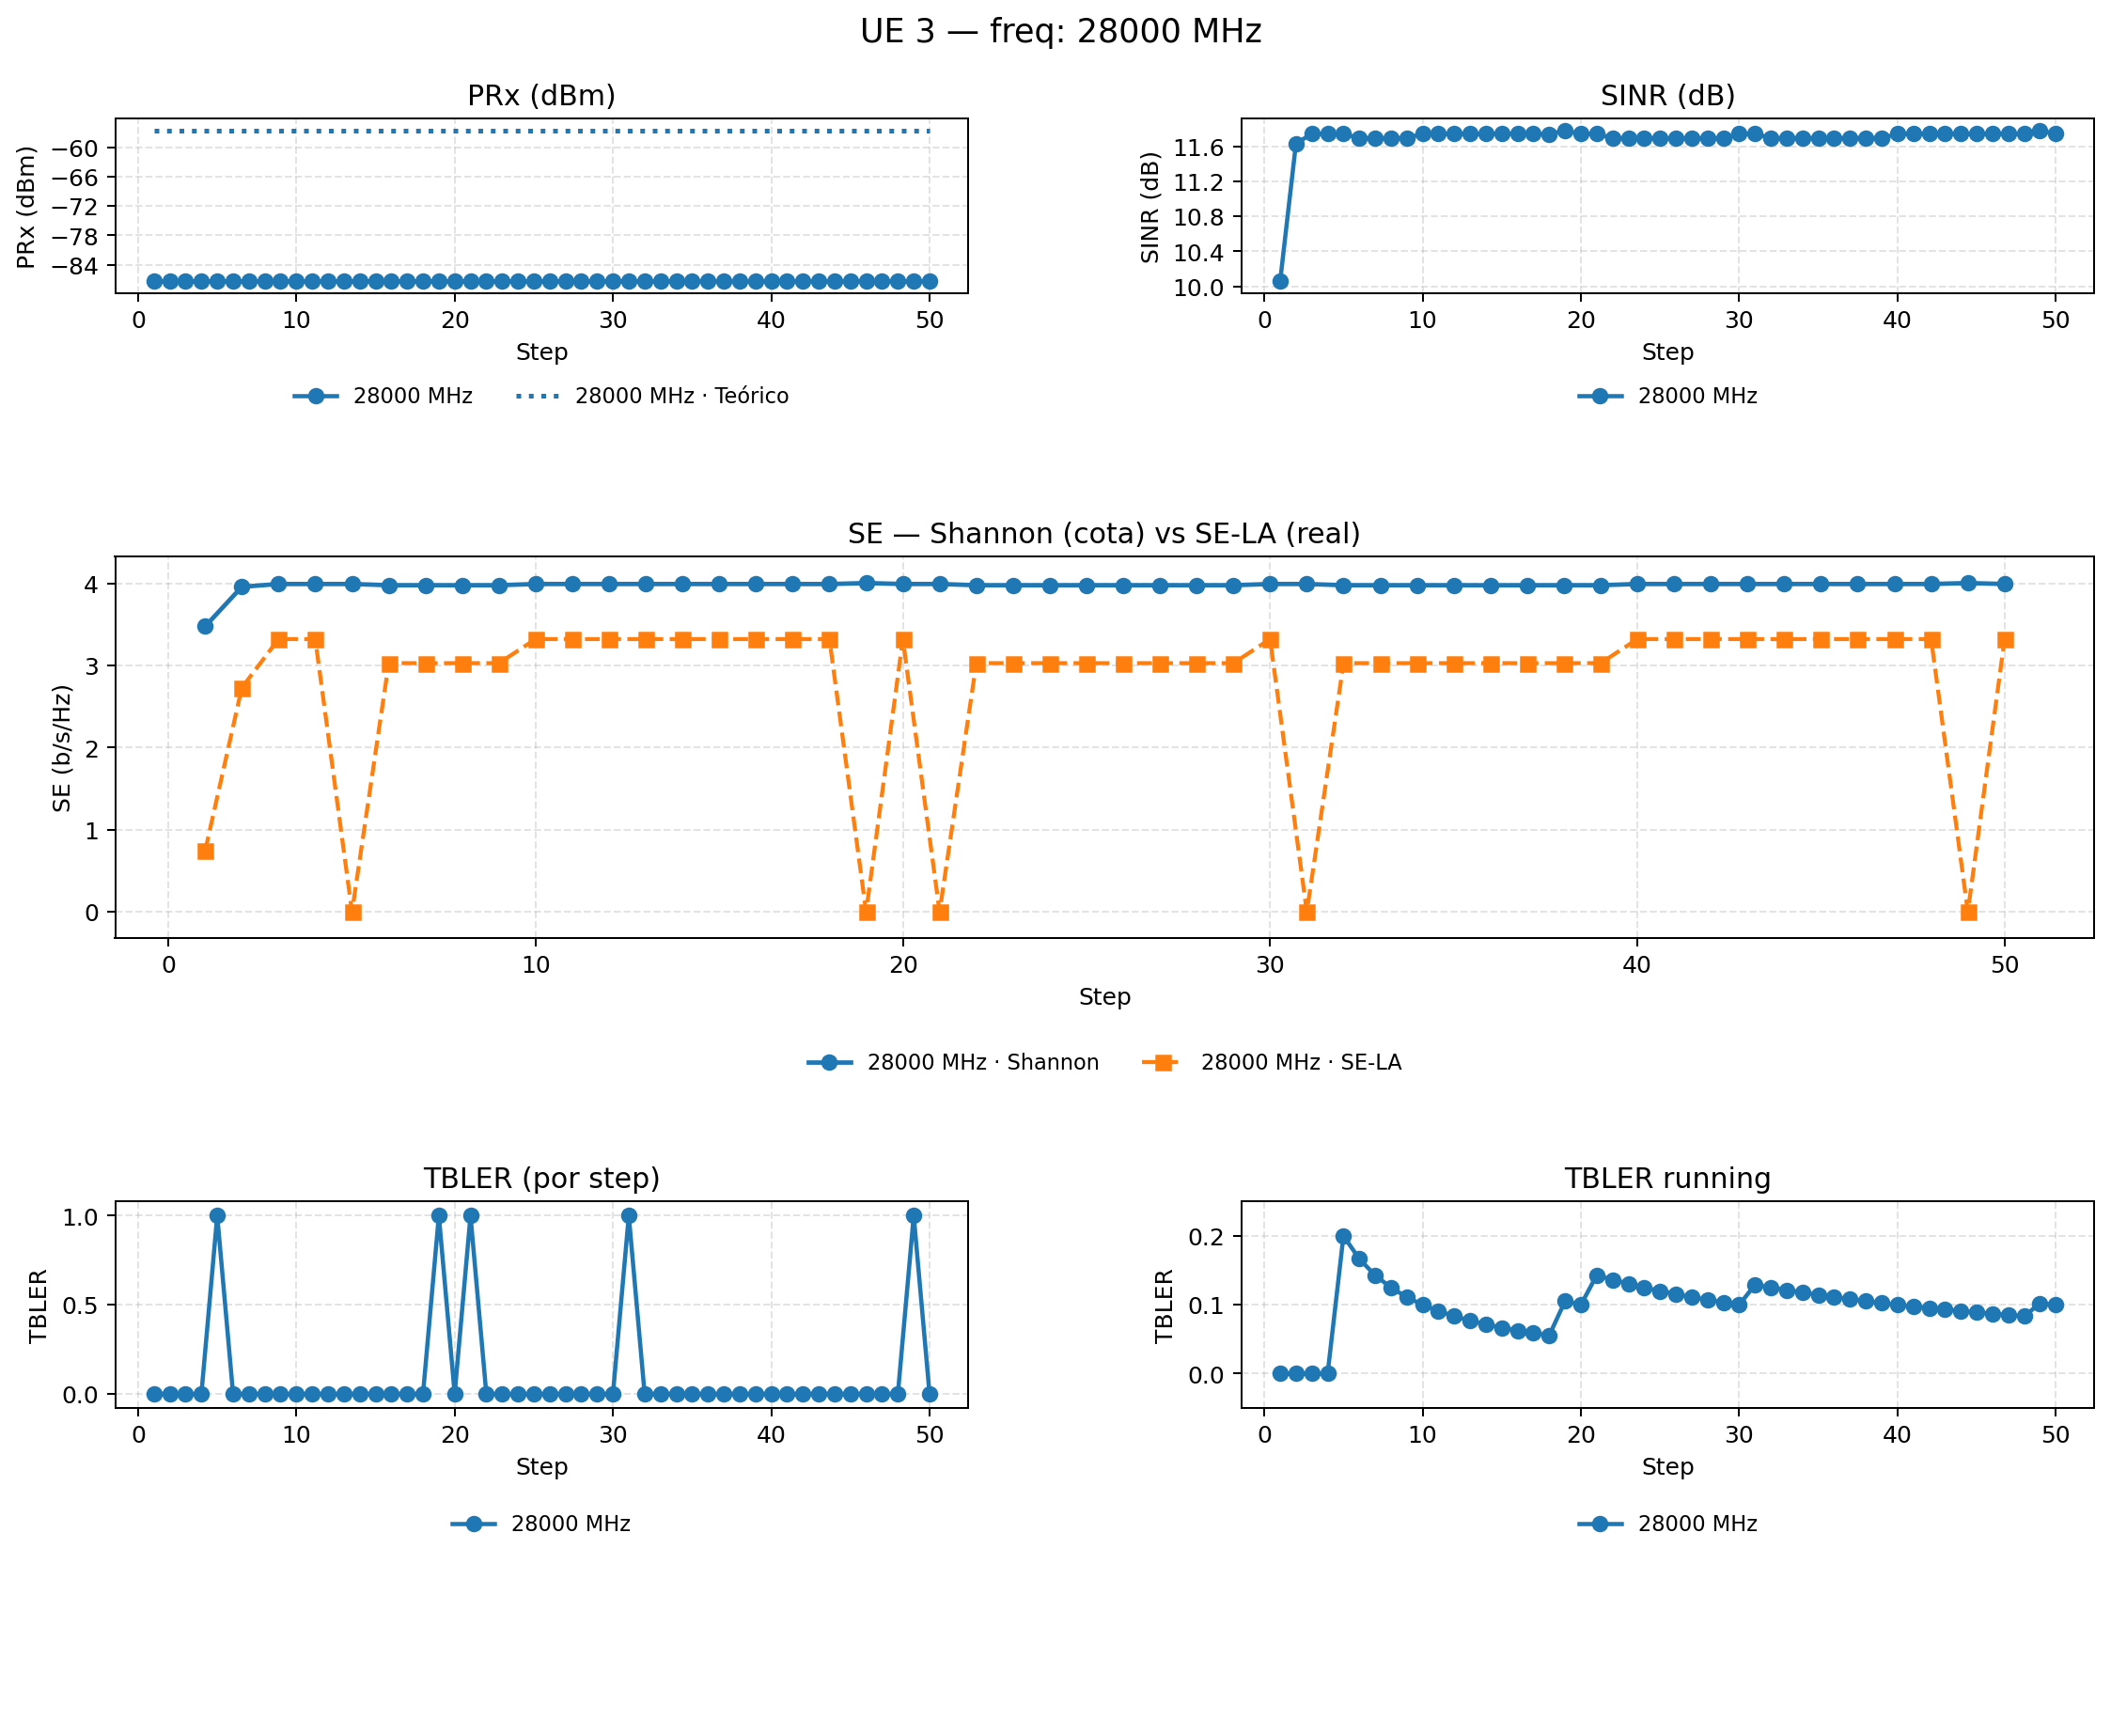 UE 3 — freq: 28000 MHz
PRx (dBm)
PRx (dBm)
−60
−66
−72
−78
−84
0 10 20 30 40 50
Step
28000 MHz 28000 MHz · Teórico
SINR (dB)
SINR (dB)
11.6
11.2
10.8
10.4
10.0
0 10 20 30 40 50
Step
28000 MHz
SE — Shannon (cota) vs SE-LA (real)
SE (b/s/Hz)
4
3
2
1
0
0 10 20 30 40 50
Step
28000 MHz · Shannon 28000 MHz · SE-LA
TBLER (por step)
TBLER
1.0
0.5
0.0
0 10 20 30 40 50
Step
28000 MHz
TBLER running
TBLER
0.2
0.1
0.0
0 10 20 30 40 50
Step
28000 MHz